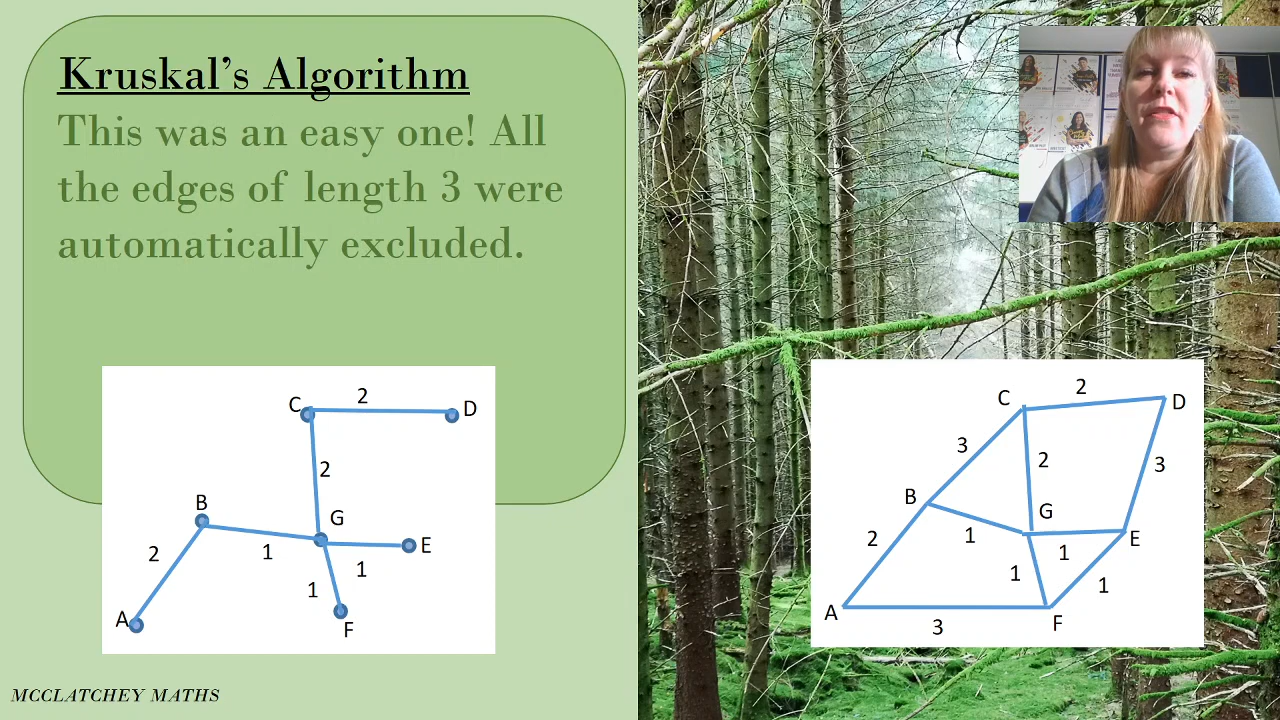 Kruskal’s Algorithm
This was an easy one! All
the edges of length 3 were
automatically excluded.
C 2 D
2
B
G
2 1 E
1
1
A
F
C 2 D
3
2 3
B
G
2 1 E
1
1 1
A
F
3
MCCLATCHEY MATHS